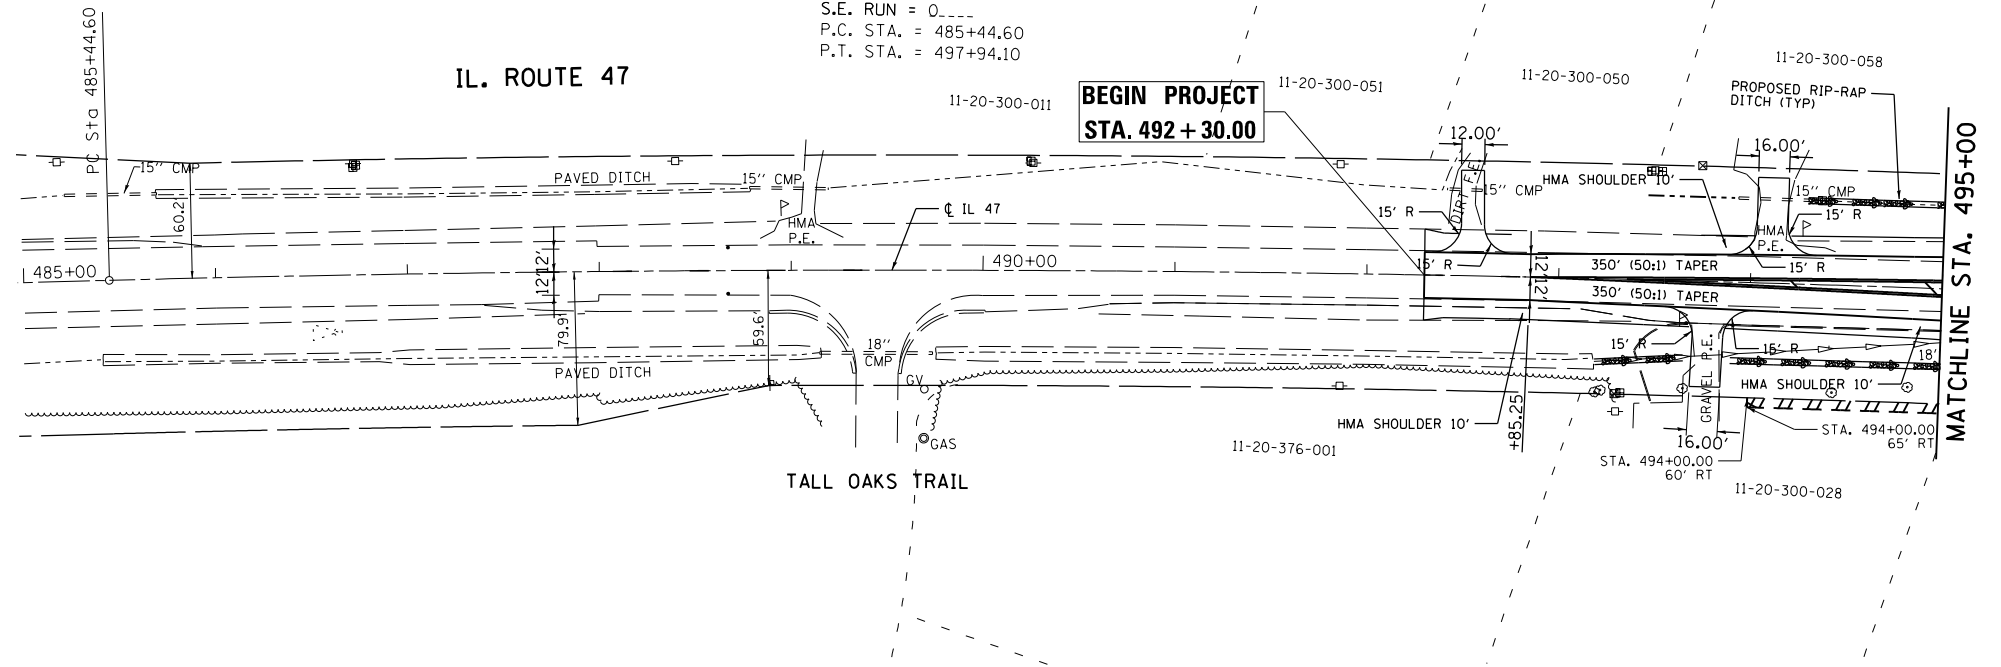 S.E. RUN = 0____
P.C. STA. = 485+44.60
P.T. STA. = 497+94.10
PC Sta 485+44.60
IL. ROUTE 47
11-20-300-011
BEGIN PROJECT
STA. 492+30.00
11-20-300-051
11-20-300-050
11-20-300-058
PROPOSED RIP-RAP
DITCH (TYP)
12.00'
16.00'
15'' CMP
PAVED DITCH
15'' CMP
DIRT F.E.
15'' CMP
HMA SHOULDER 10'
15'' CMP
60.2'
HMA
P.E.
℄ IL 47
15' R
15' R
HMA
P.E.
15' R
15' R
485+00
12'
12'
490+00
12'
12'
350' (50:1) TAPER
350' (50:1) TAPER
79.9'
59.6'
18''
CMP
15' R
15' R
18'
PAVED DITCH
GV
GRAVEL P.E.
HMA SHOULDER 10'
HMA SHOULDER 10'
+85.25'
GAS
11-20-376-001
16.00'
STA. 494+00.00
65' RT
STA. 494+00.00
60' RT
TALL OAKS TRAIL
11-20-300-028
MATCHLINE STA. 495+00